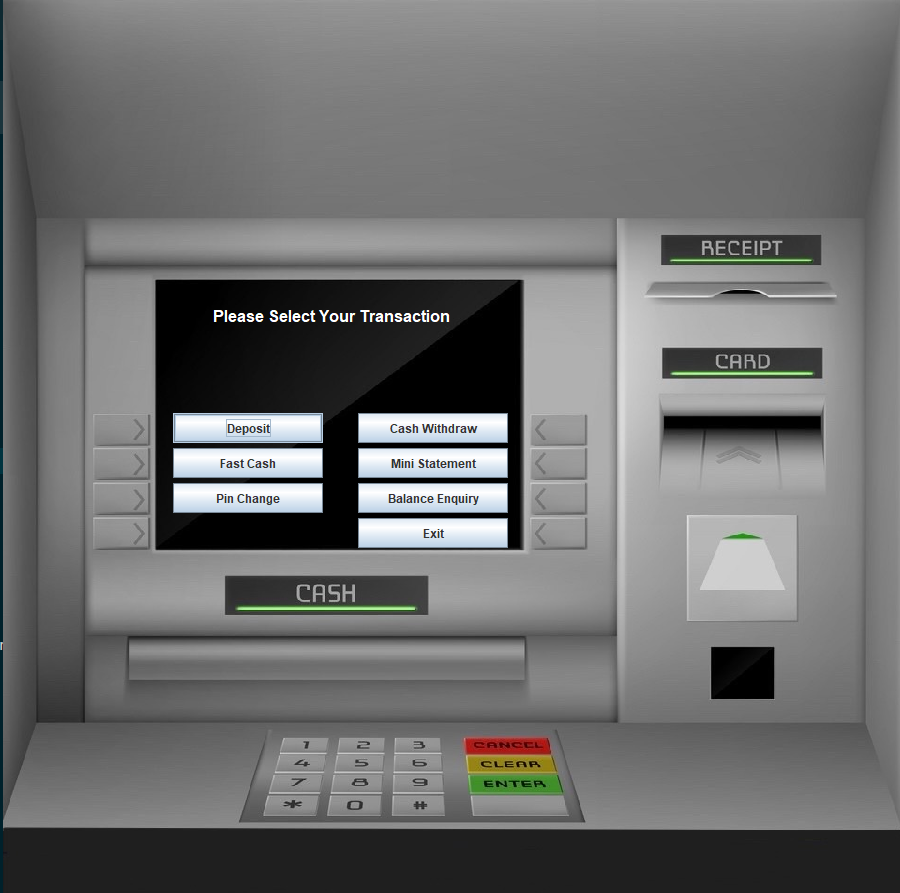 RECEIPT
Please Select Your Transaction
CARD
Deposit
Cash Withdraw
Fast Cash
Mini Statement
Pin Change
Balance Enquiry
Exit
CASH
1 2 3 CANCEL
4 5 6 CLEAR
7 8 9 ENTER
* 0 #